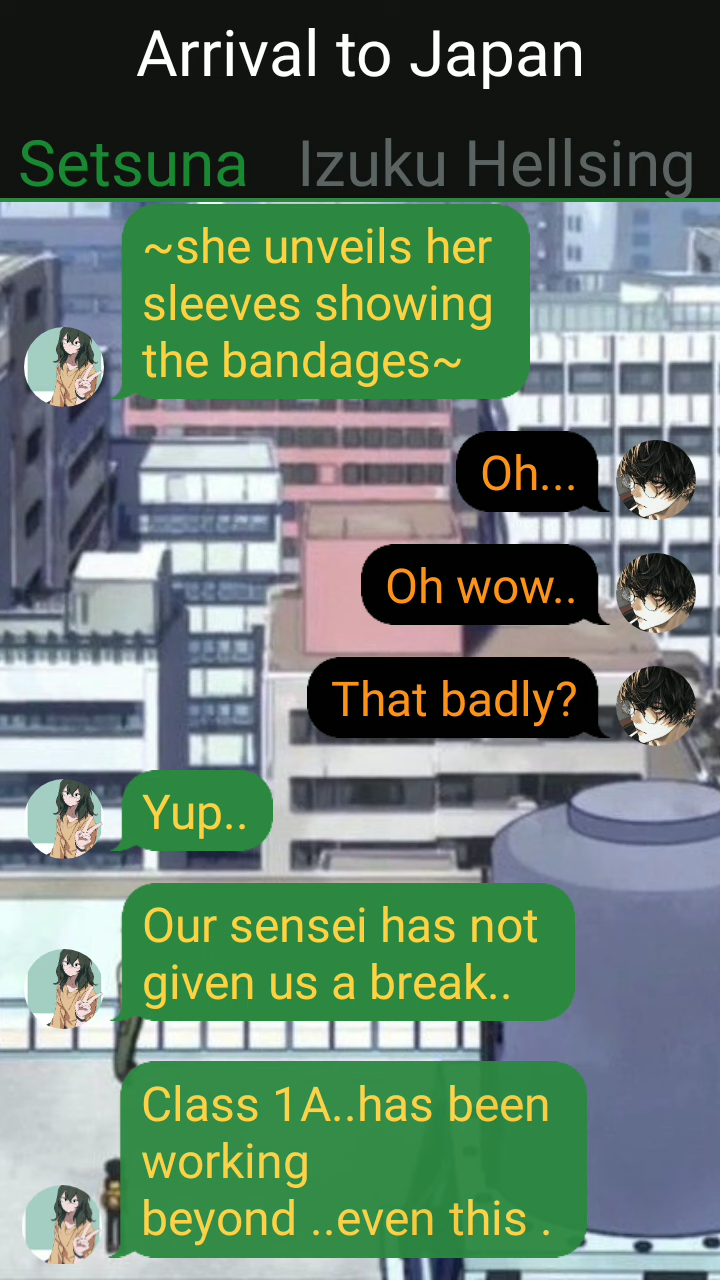 Arrival to Japan
Setsuna Izuku Hellsing
~she unveils her
sleeves showing
the bandages~
Oh...
Oh wow..
That badly?
Yup..
Our sensei has not
given us a break..
Class 1A..has been
working
beyond ..even this .